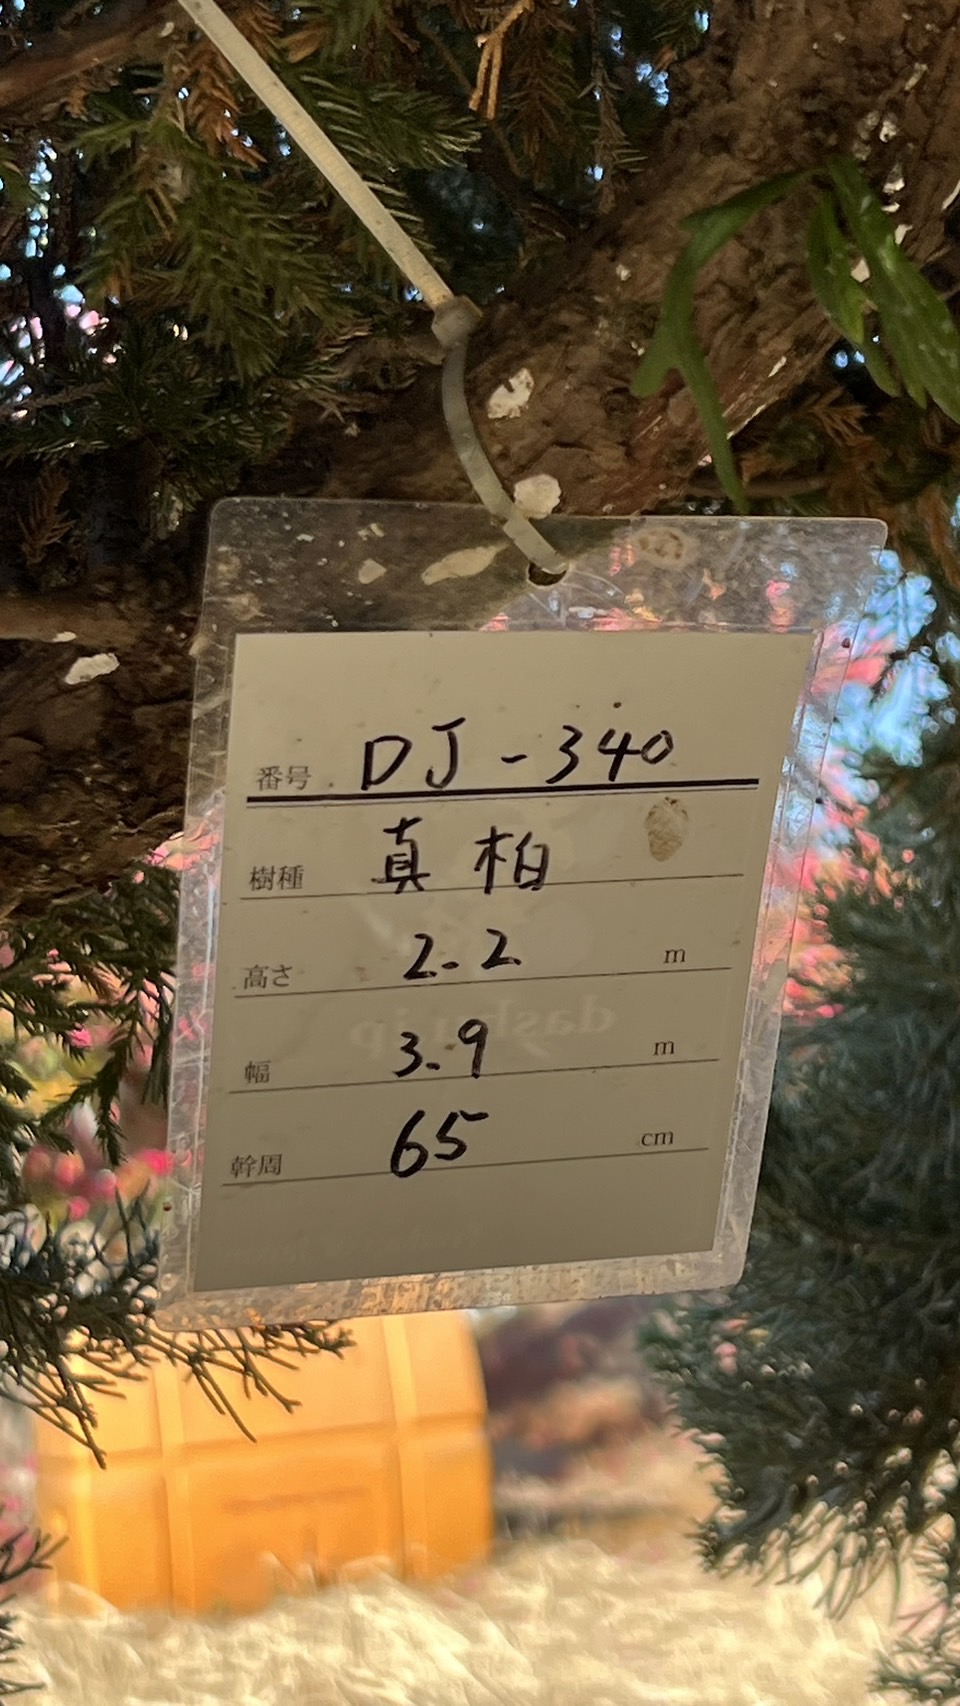 番号 DJ-340
樹種 真柏
高さ 2.2 m
幅 3.9 m
幹周 65 cm